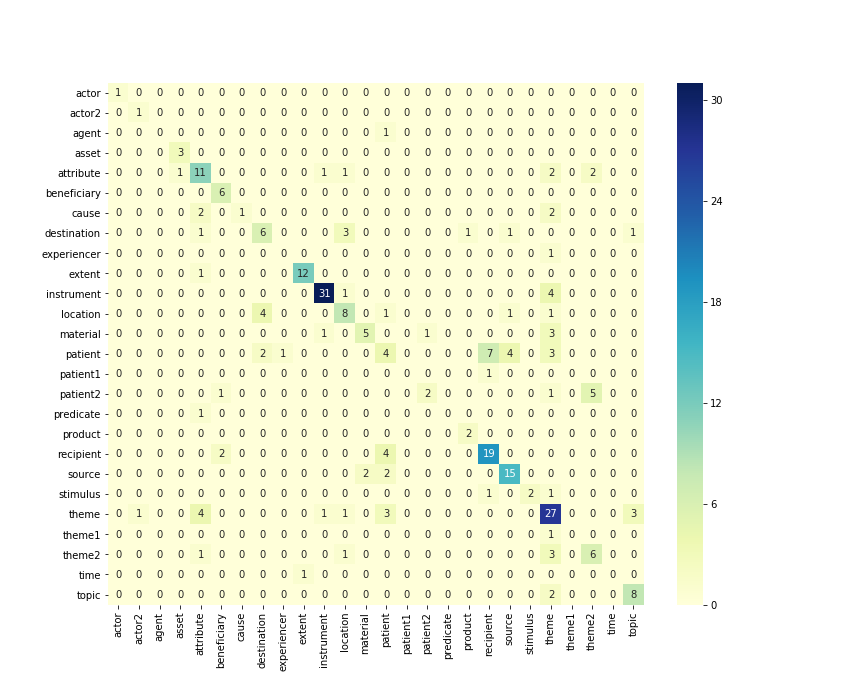 actor 1 0 0 0 0 0 0 0 0 0 0 0 0 0 0 0 0 0 0 0 0 0 0 0 0 0
actor2 0 1 0 0 0 0 0 0 0 0 0 0 0 0 0 0 0 0 0 0 0 0 0 0 0 0
agent 0 0 0 0 0 0 0 0 0 0 0 0 0 1 0 0 0 0 0 0 0 0 0 0 0 0
asset 0 0 0 3 0 0 0 0 0 0 0 0 0 0 0 0 0 0 0 0 0 0 0 0 0 0
attribute 0 0 0 1 11 0 0 0 0 0 1 1 0 0 0 0 0 0 0 0 0 2 0 2 0 0
beneficiary 0 0 0 0 0 6 0 0 0 0 0 0 0 0 0 0 0 0 0 0 0 0 0 0 0 0
cause 0 0 0 0 2 0 1 0 0 0 0 0 0 0 0 0 0 0 0 0 0 2 0 0 0 0
destination 0 0 0 0 1 0 0 6 0 0 0 3 0 0 0 0 0 1 0 1 0 0 0 0 0 1
experiencer 0 0 0 0 0 0 0 0 0 0 0 0 0 0 0 0 0 0 0 0 0 1 0 0 0 0
extent 0 0 0 0 1 0 0 0 0 12 0 0 0 0 0 0 0 0 0 0 0 0 0 0 0 0
instrument 0 0 0 0 0 0 0 0 0 0 31 1 0 0 0 0 0 0 0 0 0 4 0 0 0 0
location 0 0 0 0 0 0 0 4 0 0 0 8 0 1 0 0 0 0 0 1 0 1 0 0 0 0
material 0 0 0 0 0 0 0 0 0 0 1 0 5 0 0 1 0 0 0 0 0 3 0 0 0 0
patient 0 0 0 0 0 0 0 2 1 0 0 0 0 4 0 0 0 0 7 4 0 3 0 0 0 0
patient1 0 0 0 0 0 0 0 0 0 0 0 0 0 0 0 0 0 0 1 0 0 0 0 0 0 0
patient2 0 0 0 0 0 1 0 0 0 0 0 0 0 0 0 2 0 0 0 0 0 1 0 5 0 0
predicate 0 0 0 0 1 0 0 0 0 0 0 0 0 0 0 0 0 0 0 0 0 0 0 0 0 0
product 0 0 0 0 0 0 0 0 0 0 0 0 0 0 0 0 0 2 0 0 0 0 0 0 0 0
recipient 0 0 0 0 0 2 0 0 0 0 0 0 0 4 0 0 0 0 19 0 0 0 0 0 0 0
source 0 0 0 0 0 0 0 0 0 0 0 0 2 2 0 0 0 0 0 15 0 0 0 0 0 0
stimulus 0 0 0 0 0 0 0 0 0 0 0 0 0 0 0 0 0 0 1 0 2 1 0 0 0 0
theme 0 1 0 0 4 0 0 0 0 0 1 1 0 3 0 0 0 0 0 0 0 27 0 0 0 3
theme1 0 0 0 0 0 0 0 0 0 0 0 0 0 0 0 0 0 0 0 0 0 1 0 0 0 0
theme2 0 0 0 0 1 0 0 0 0 0 0 1 0 0 0 0 0 0 0 0 0 3 0 6 0 0
time 0 0 0 0 0 0 0 0 0 1 0 0 0 0 0 0 0 0 0 0 0 0 0 0 0 0
topic 0 0 0 0 0 0 0 0 0 0 0 0 0 0 0 0 0 0 0 0 0 2 0 0 0 8
actor actor2 agent asset attribute beneficiary cause destination experiencer extent instrument location material patient patient1 patient2 predicate product recipient source stimulus theme theme1 theme2 time topic
30
24
18
12
6
0